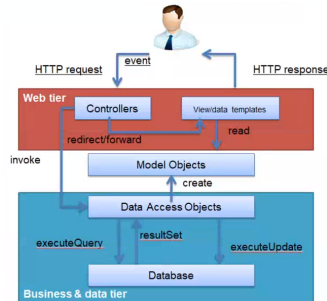 event
HTTP request
HTTP response
Web tier
Controllers
View/data templates
redirect/forward
read
invoke
Model Objects
create
Data Access Objects
executeQuery
resultSet
executeUpdate
Database
Business & data tier